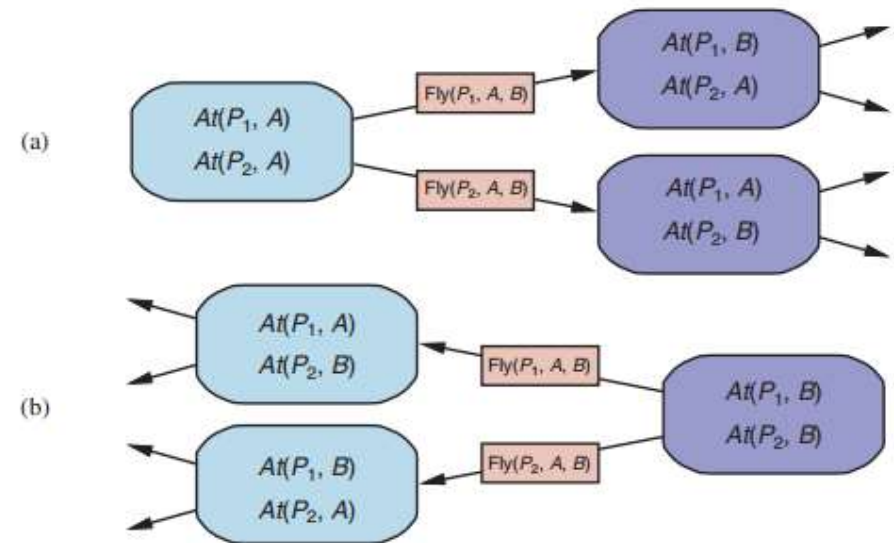 (a)
At(P₁, A)
At(P₂, A)
Fly(P₁, A, B)
Fly(P₂, A, B)
At(P₁, B)
At(P₂, A)
At(P₁, A)
At(P₂, B)
(b)
At(P₁, A)
At(P₂, B)
At(P₁, B)
At(P₂, A)
Fly(P₁, A, B)
Fly(P₂, A, B)
At(P₁, B)
At(P₂, B)